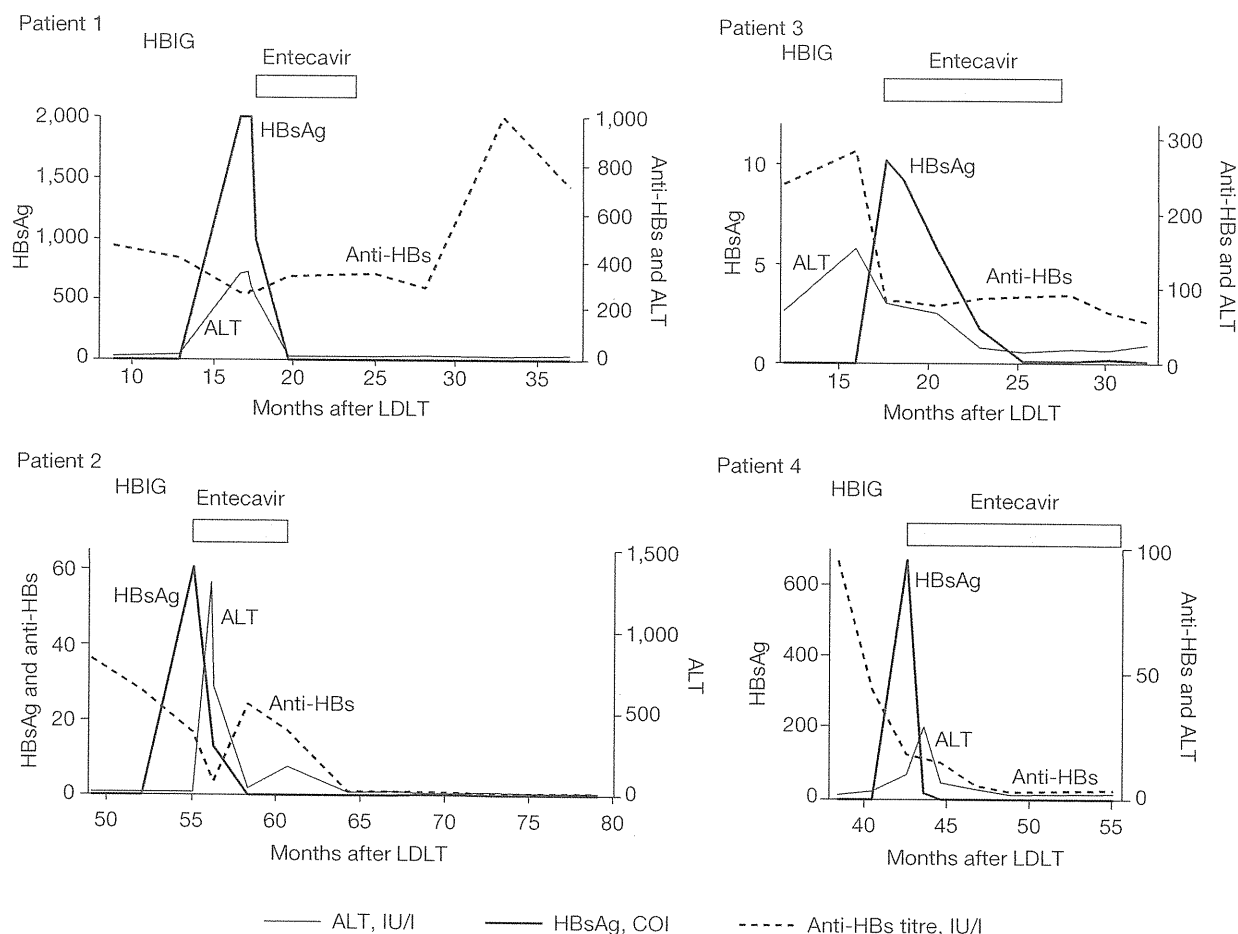 Patient 1
HBIG
Entecavir
2,000
1,500
1,000
500
0
HBsAg
HBsAg
ALT
Anti-HBs
1,000
800
600
400
200
0
Anti-HBs and ALT
10 15 20 25 30 35
Months after LDLT
Patient 3
HBIG
Entecavir
10
5
0
HBsAg
ALT
HBsAg
Anti-HBs
300
200
100
0
Anti-HBs and ALT
15 20 25 30
Months after LDLT
Patient 2
HBIG
Entecavir
60
40
20
0
HBsAg and anti-HBs
HBsAg
ALT
Anti-HBs
1,500
1,000
500
0
ALT
50 55 60 65 70 75 80
Months after LDLT
Patient 4
HBIG
Entecavir
600
400
200
0
HBsAg
HBsAg
ALT
Anti-HBs
100
50
0
Anti-HBs and ALT
40 45 50 55
Months after LDLT
ALT, IU/l HBsAg, COI Anti-HBs titre, IU/l